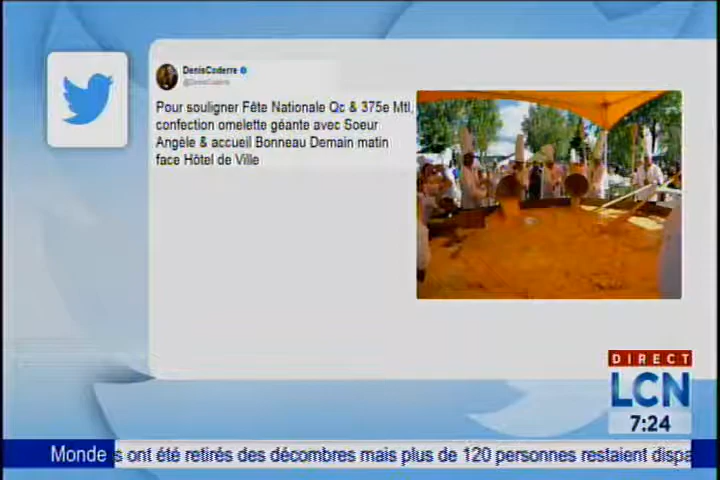 DenisCoderre
@DenisCoderre
Pour souligner Fête Nationale Qc & 375e Mtl,
confection omelette géante avec Soeur
Angèle & accueil Bonneau Demain matin
face Hôtel de Ville
DIRECT
LCN
7:24
Monde s ont été retirés des décombres mais plus de 120 personnes restaient dispa